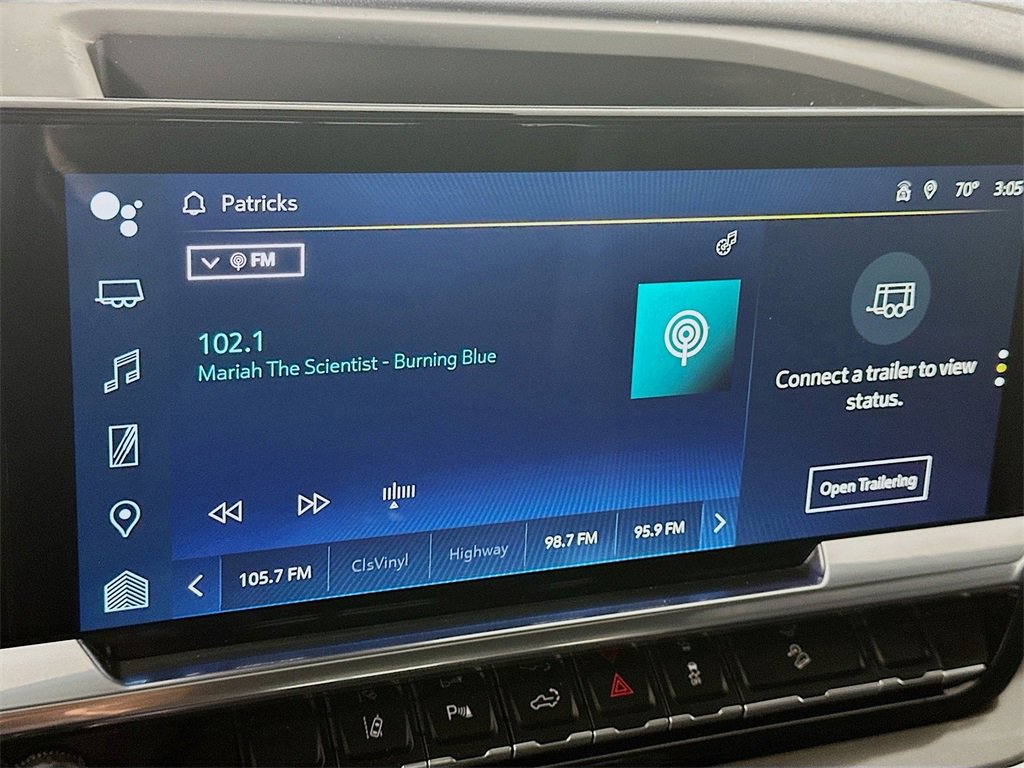 Patricks
70° 3:05
FM
102.1
Mariah The Scientist - Burning Blue
Connect a trailer to view
status.
Open Trailering
105.7 FM ClsVinyl Highway 98.7 FM 95.9 FM
P